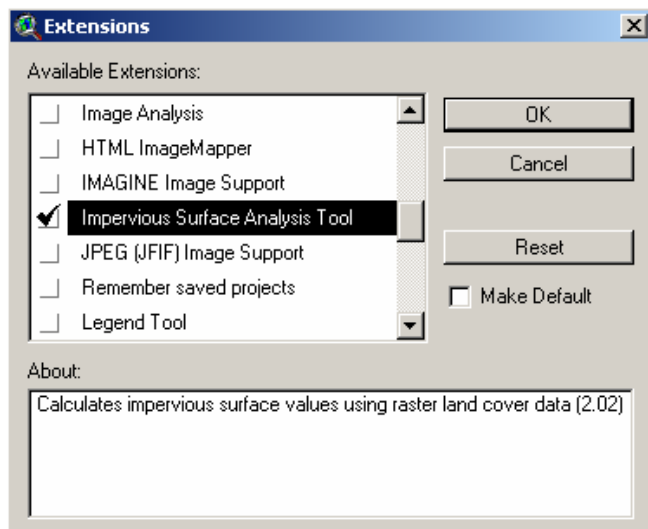 Extensions
Available Extensions:
Image Analysis
HTML ImageMapper
IMAGINE Image Support
Impervious Surface Analysis Tool
JPEG (JFIF) Image Support
Remember saved projects
Legend Tool
OK
Cancel
Reset
Make Default
About:
Calculates impervious surface values using raster land cover data (2.02)